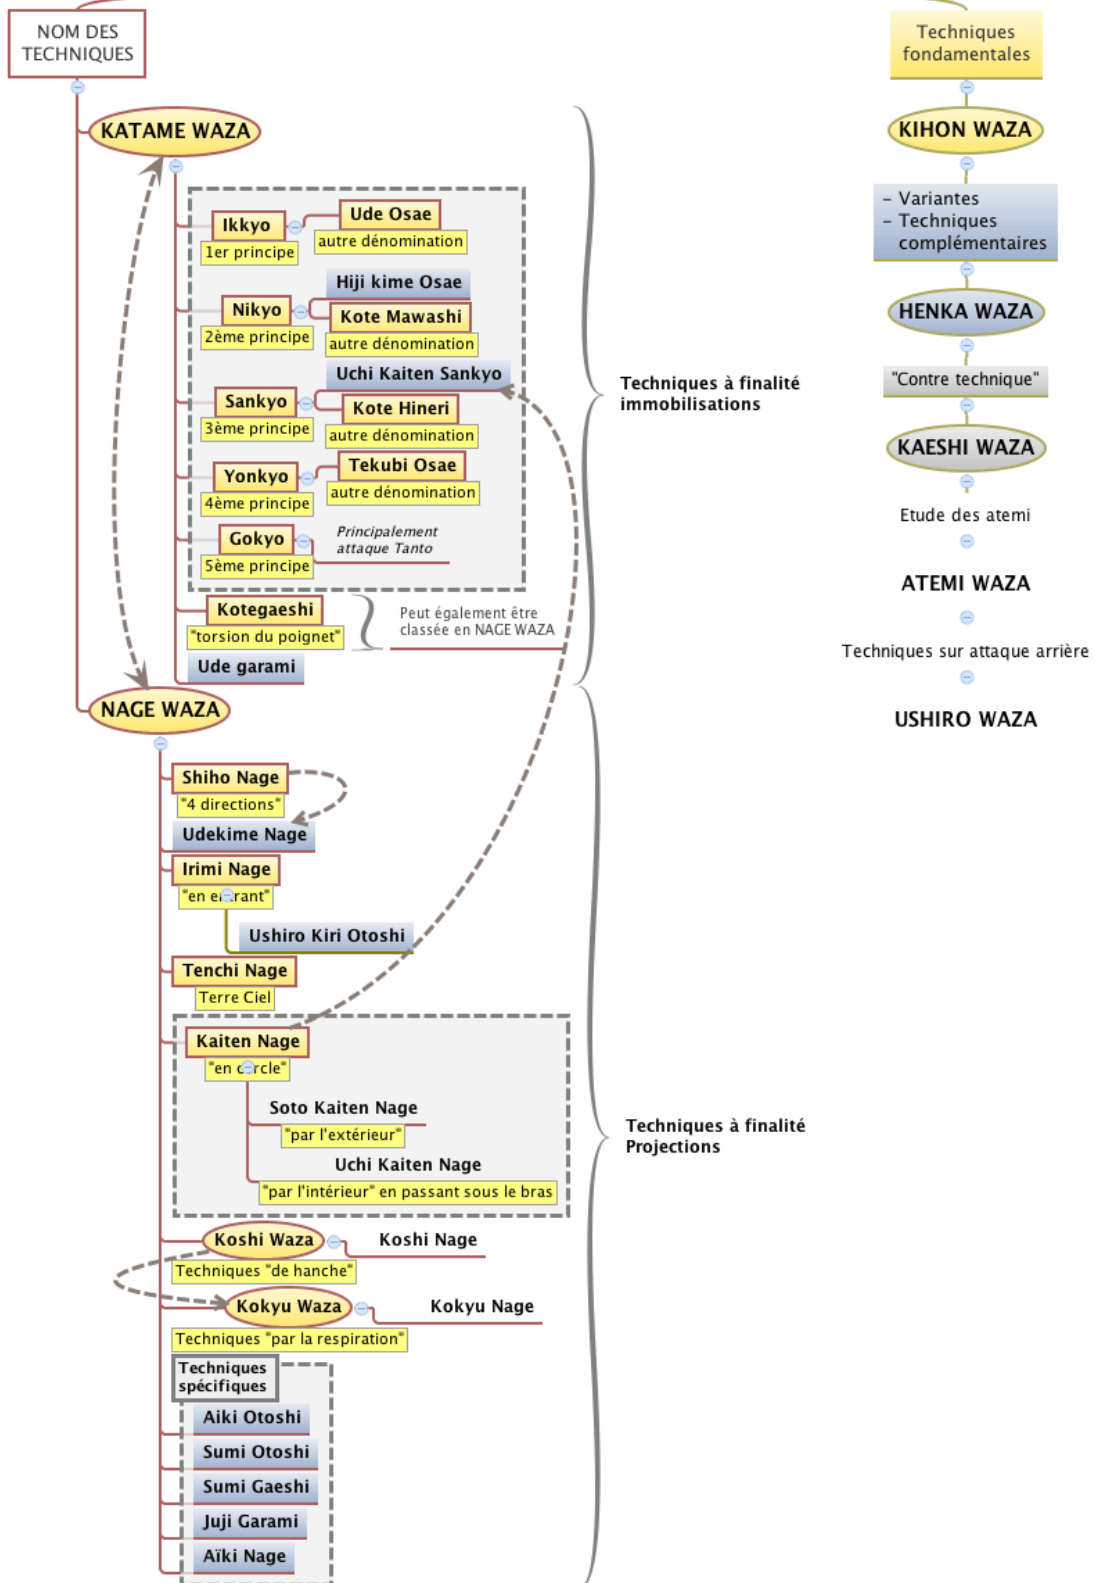 NOM DES
TECHNIQUES
KATAME WAZA
Ikkyo
1er principe
Ude Osae
autre dénomination
Nikyo
2ème principe
Hiji kime Osae
Kote Mawashi
autre dénomination
Sankyo
3ème principe
Uchi Kaiten Sankyo
Kote Hineri
autre dénomination
Yonkyo
4ème principe
Tekubi Osae
autre dénomination
Gokyo
5ème principe
Principalement
attaque Tanto
Kotegaeshi
"torsion du poignet"
Peut également être
classée en NAGE WAZA
Ude garami
Techniques à finalité
immobilisations
NAGE WAZA
Shiho Nage
"4 directions"
Udekime Nage
Irimi Nage
"en entrant"
Ushiro Kiri Otoshi
Tenchi Nage
Terre Ciel
Kaiten Nage
"en cercle"
Soto Kaiten Nage
"par l'extérieur"
Uchi Kaiten Nage
"par l'intérieur" en passant sous le bras
Koshi Waza
Koshi Nage
Techniques "de hanche"
Kokyu Waza
Kokyu Nage
Techniques "par la respiration"
Techniques
spécifiques
Aiki Otoshi
Sumi Otoshi
Sumi Gaeshi
Juji Garami
Aïki Nage
Techniques à finalité
Projections
Techniques
fondamentales
KIHON WAZA
- Variantes
- Techniques
complémentaires
HENKA WAZA
"Contre technique"
KAESHI WAZA
Etude des atemi
ATEMI WAZA
Techniques sur attaque arrière
USHIRO WAZA